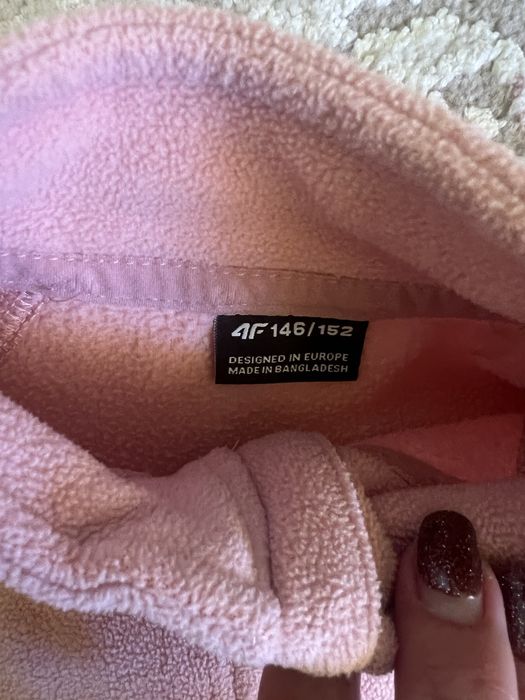 4F 146/152
DESIGNED IN EUROPE
MADE IN BANGLADESH